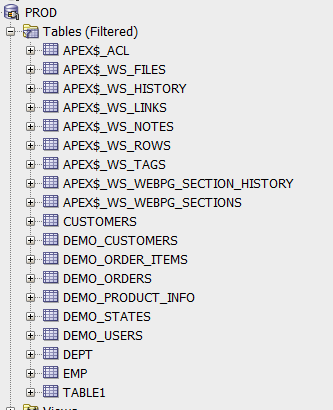 PROD
Tables (Filtered)
APEX$_ACL
APEX$_WS_FILES
APEX$_WS_HISTORY
APEX$_WS_LINKS
APEX$_WS_NOTES
APEX$_WS_ROWS
APEX$_WS_TAGS
APEX$_WS_WEBPG_SECTION_HISTORY
APEX$_WS_WEBPG_SECTIONS
CUSTOMERS
DEMO_CUSTOMERS
DEMO_ORDER_ITEMS
DEMO_ORDERS
DEMO_PRODUCT_INFO
DEMO_STATES
DEMO_USERS
DEPT
EMP
TABLE1
Views